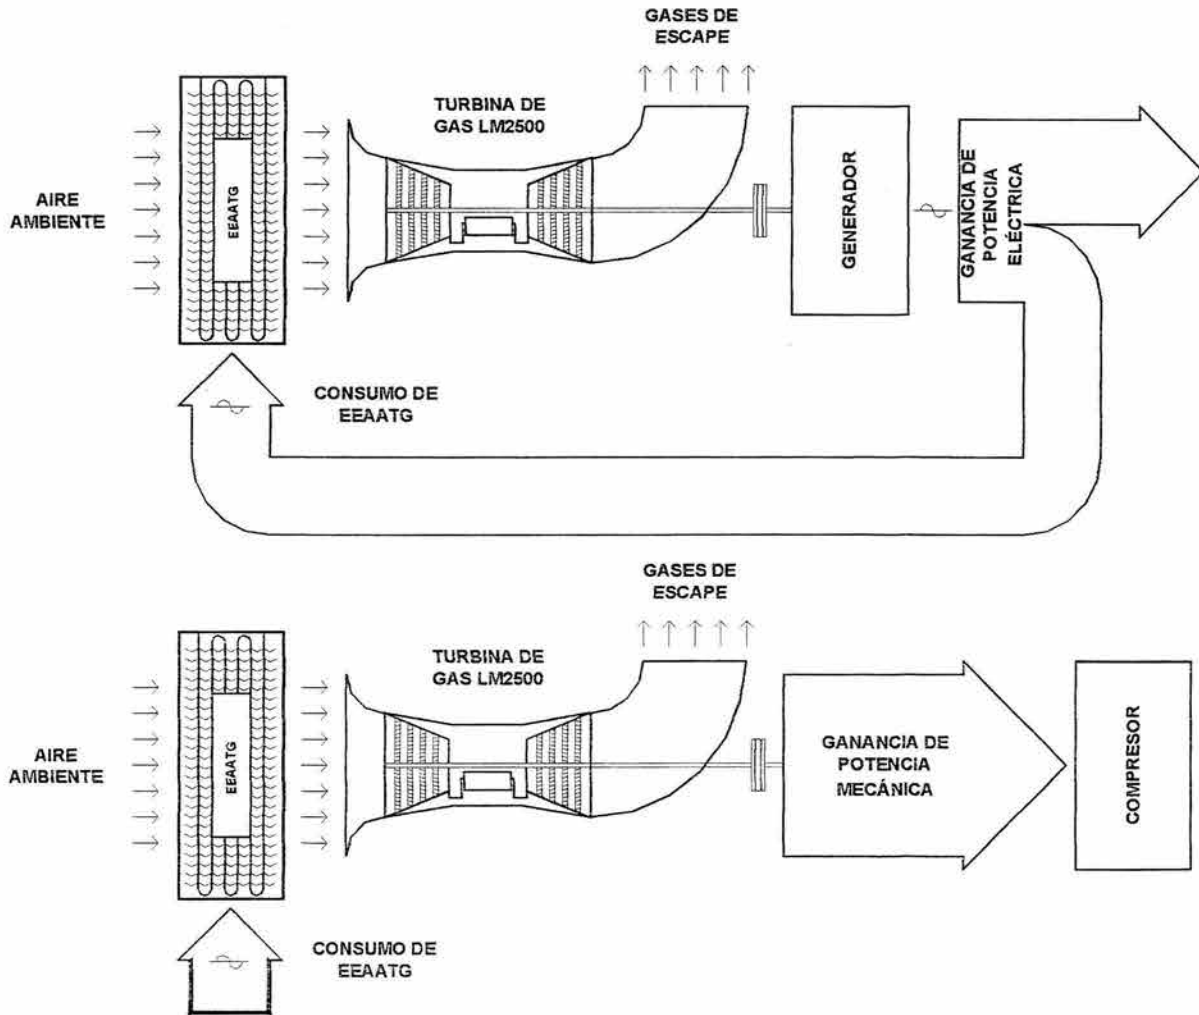 GASES DE
ESCAPE
TURBINA DE
GAS LM2500
AIRE
AMBIENTE
EEAATG
GENERADOR
GANANCIA DE
POTENCIA
ELÉCTRICA
CONSUMO DE
EEAATG
GASES DE
ESCAPE
TURBINA DE
GAS LM2500
AIRE
AMBIENTE
EEAATG
GANANCIA DE
POTENCIA
MECÁNICA
COMPRESOR
CONSUMO DE
EEAATG